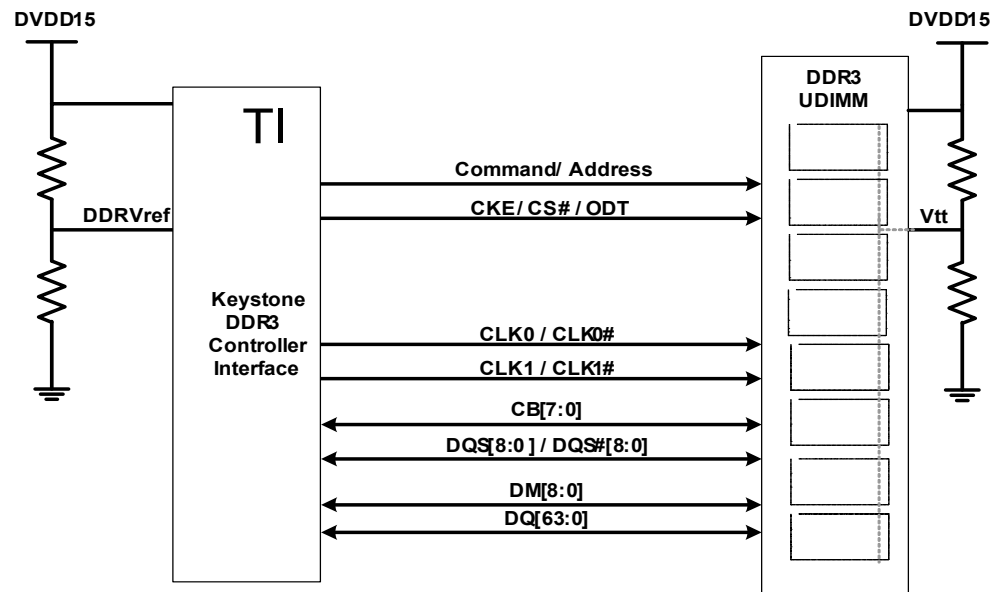 DVDD15
DVDD15
DDR3
UDIMM
TI
Command/ Address
CKE/ CS# / ODT
DDRVref
Vtt
Keystone
DDR3
Controller
Interface
CLK0 / CLK0#
CLK1 / CLK1#
CB[7:0]
DQS[8:0 ] / DQS#[8:0]
DM[8:0]
DQ[63:0]